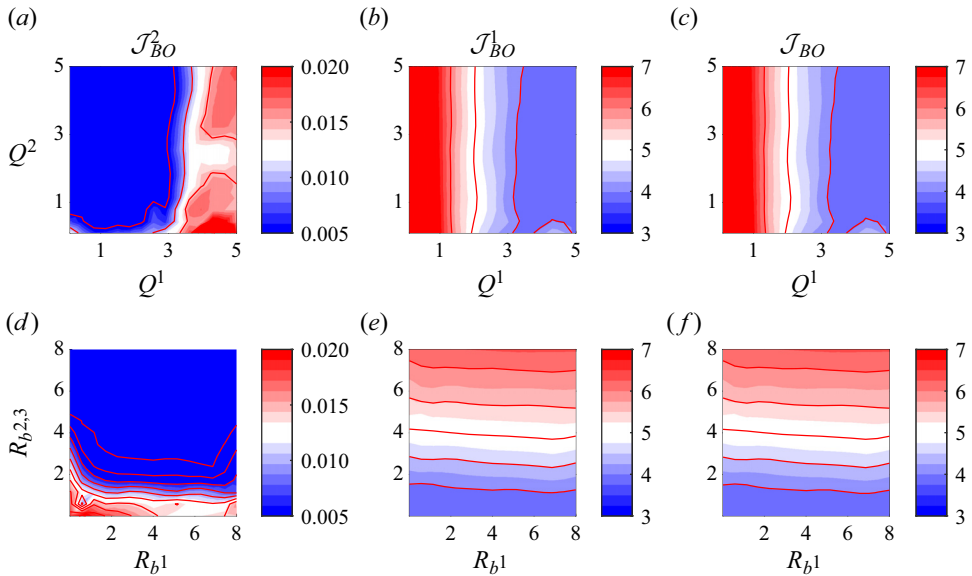 (a) (b) (c)
𝒥²_BO 𝒥¹_BO 𝒥_BO
5 0.020 5 7 5 7
6 6
0.015
Q² 3 3 5 3 5
0.010
4 4
1 1 1
0.005 3 3
1 3 5 1 3 5 1 3 5
Q¹ Q¹ Q¹
(d) (e) (f)
8 0.020 8 7 8 7
6 6 6 6 6
0.015
R_b2,3 4 4 5 4 5
0.010
2 2 4 2 4
0.005 3 3
2 4 6 8 2 4 6 8 2 4 6 8
R_b1 R_b1 R_b1